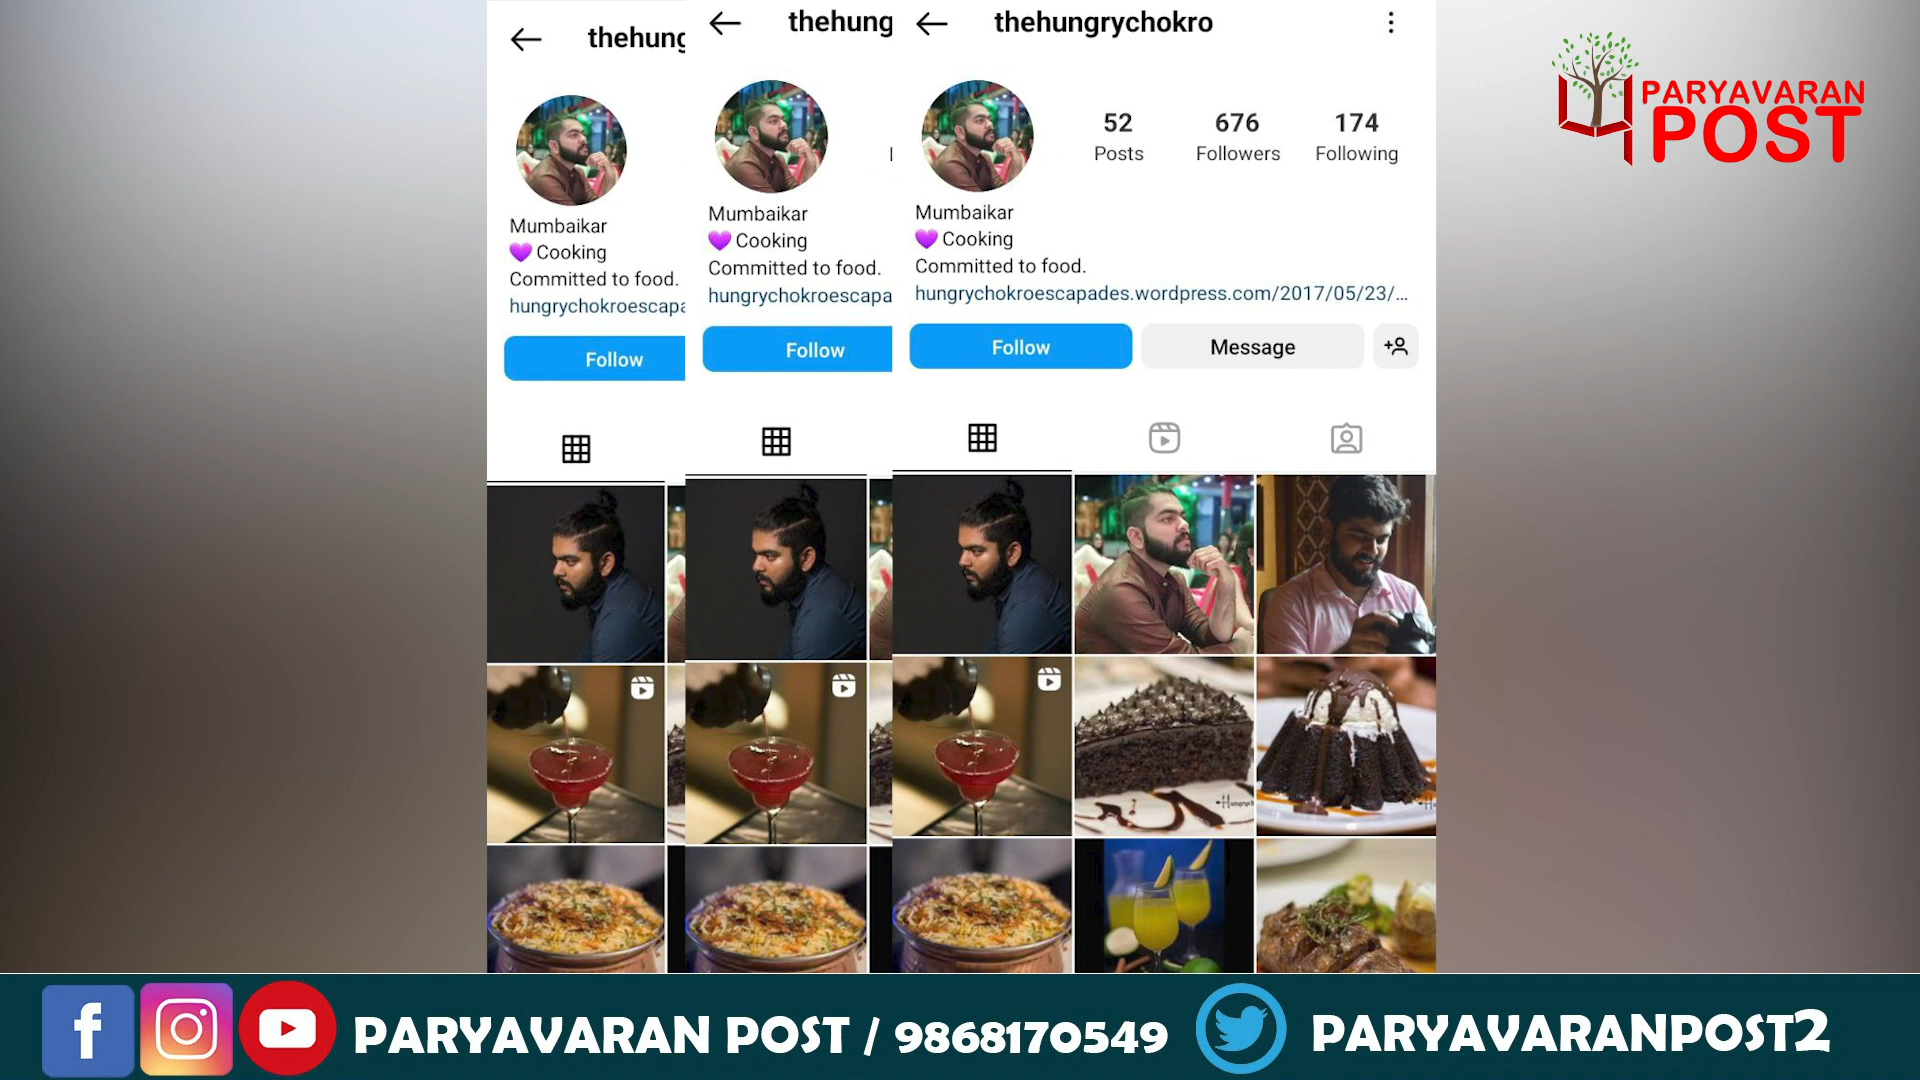 thehung
Mumbaikar
💜 Cooking
Committed to food.
hungrychokroescapa
Follow
thehung
Mumbaikar
💜 Cooking
Committed to food.
hungrychokroescapa
Follow
thehungrychokro
52
Posts
676
Followers
174
Following
Mumbaikar
💜 Cooking
Committed to food.
hungrychokroescapades.wordpress.com/2017/05/23/...
Follow
Message
PARYAVARAN
POST
PARYAVARAN POST / 9868170549
PARYAVARANPOST2